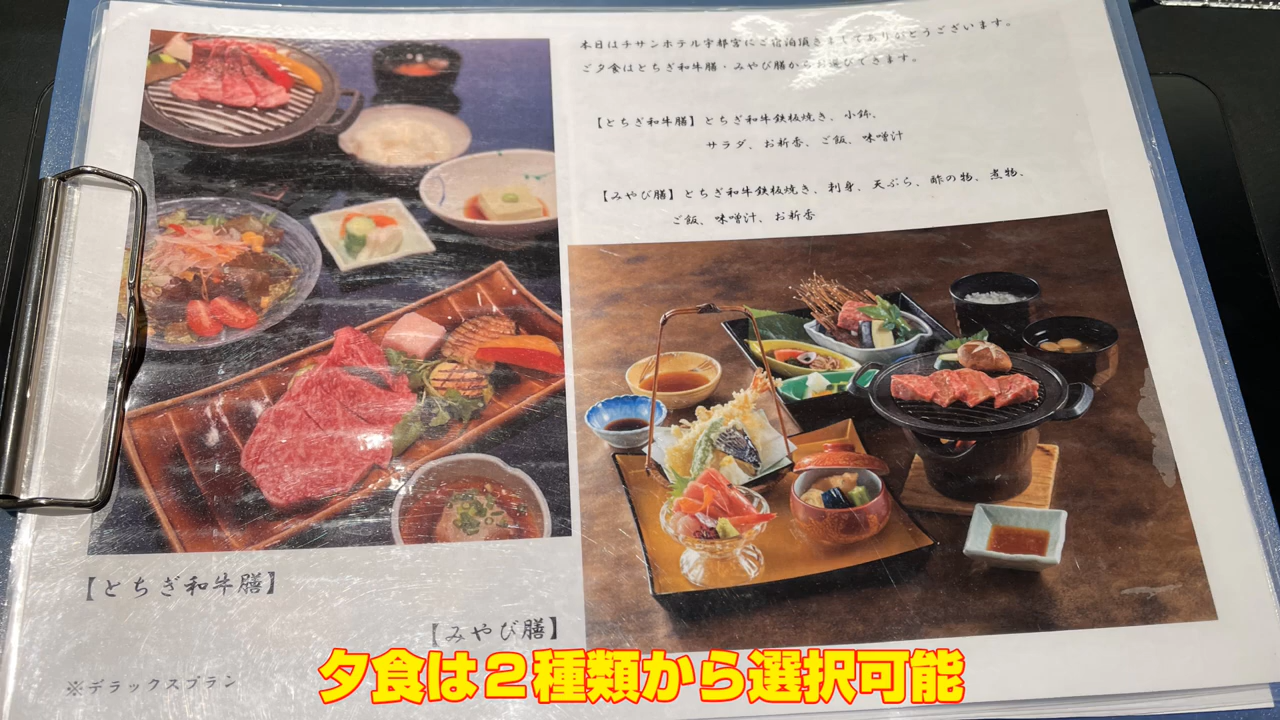 本日はチサンホテル宇都宮にご宿泊頂きましてありがとうございます。
ご夕食はとちぎ和牛膳・みやび膳からお選びできます。
【とちぎ和牛膳】とちぎ和牛鉄板焼き、小鉢、
サラダ、お新香、ご飯、味噌汁
【みやび膳】とちぎ和牛鉄板焼き、刺身、天ぷら、酢の物、煮物、
ご飯、味噌汁、お新香
【とちぎ和牛膳】
【みやび膳】
※デラックスプラン
夕食は２種類から選択可能